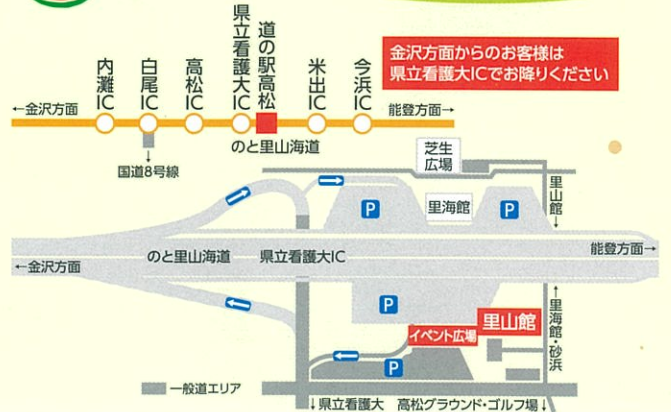 金沢方面からのお客様は
県立看護大ICでお降りください
内灘IC
白尾IC
高松IC
県立看護大IC
道の駅高松
米出IC
今浜IC
←金沢方面
能登方面→
のと里山海道
国道8号線
芝生
広場
P
里海館
P
里山館→
のと里山海道
県立看護大IC
能登方面→
←金沢方面
P
イベント広場
里山館
←里海館・砂浜
P
一般道エリア
↓県立看護大
高松グラウンド・ゴルフ場↓